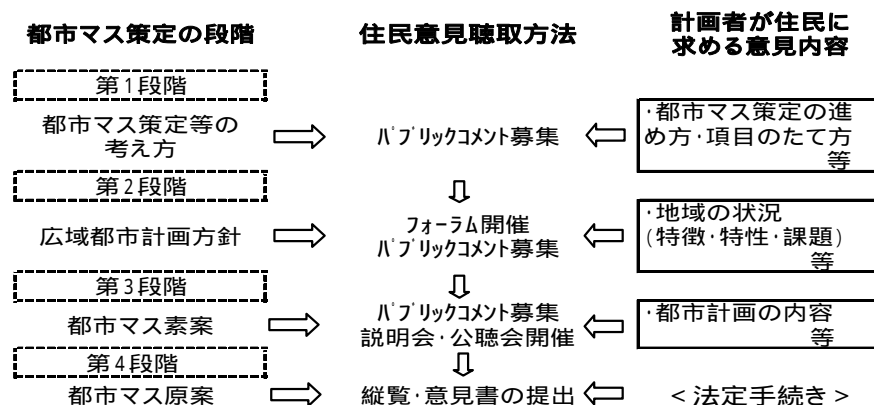 都市マス策定の段階
住民意見聴取方法
計画者が住民に
求める意見内容
第1段階
都市マス策定等の
考え方
パブリックコメント募集
・都市マス策定の進
め方・項目のたて方
等
第2段階
広域都市計画方針
フォーラム開催
パブリックコメント募集
・地域の状況
(特徴・特性・課題)
等
第3段階
都市マス素案
パブリックコメント募集
説明会・公聴会開催
・都市計画の内容
等
第4段階
都市マス原案
縦覧・意見書の提出
<法定手続き>